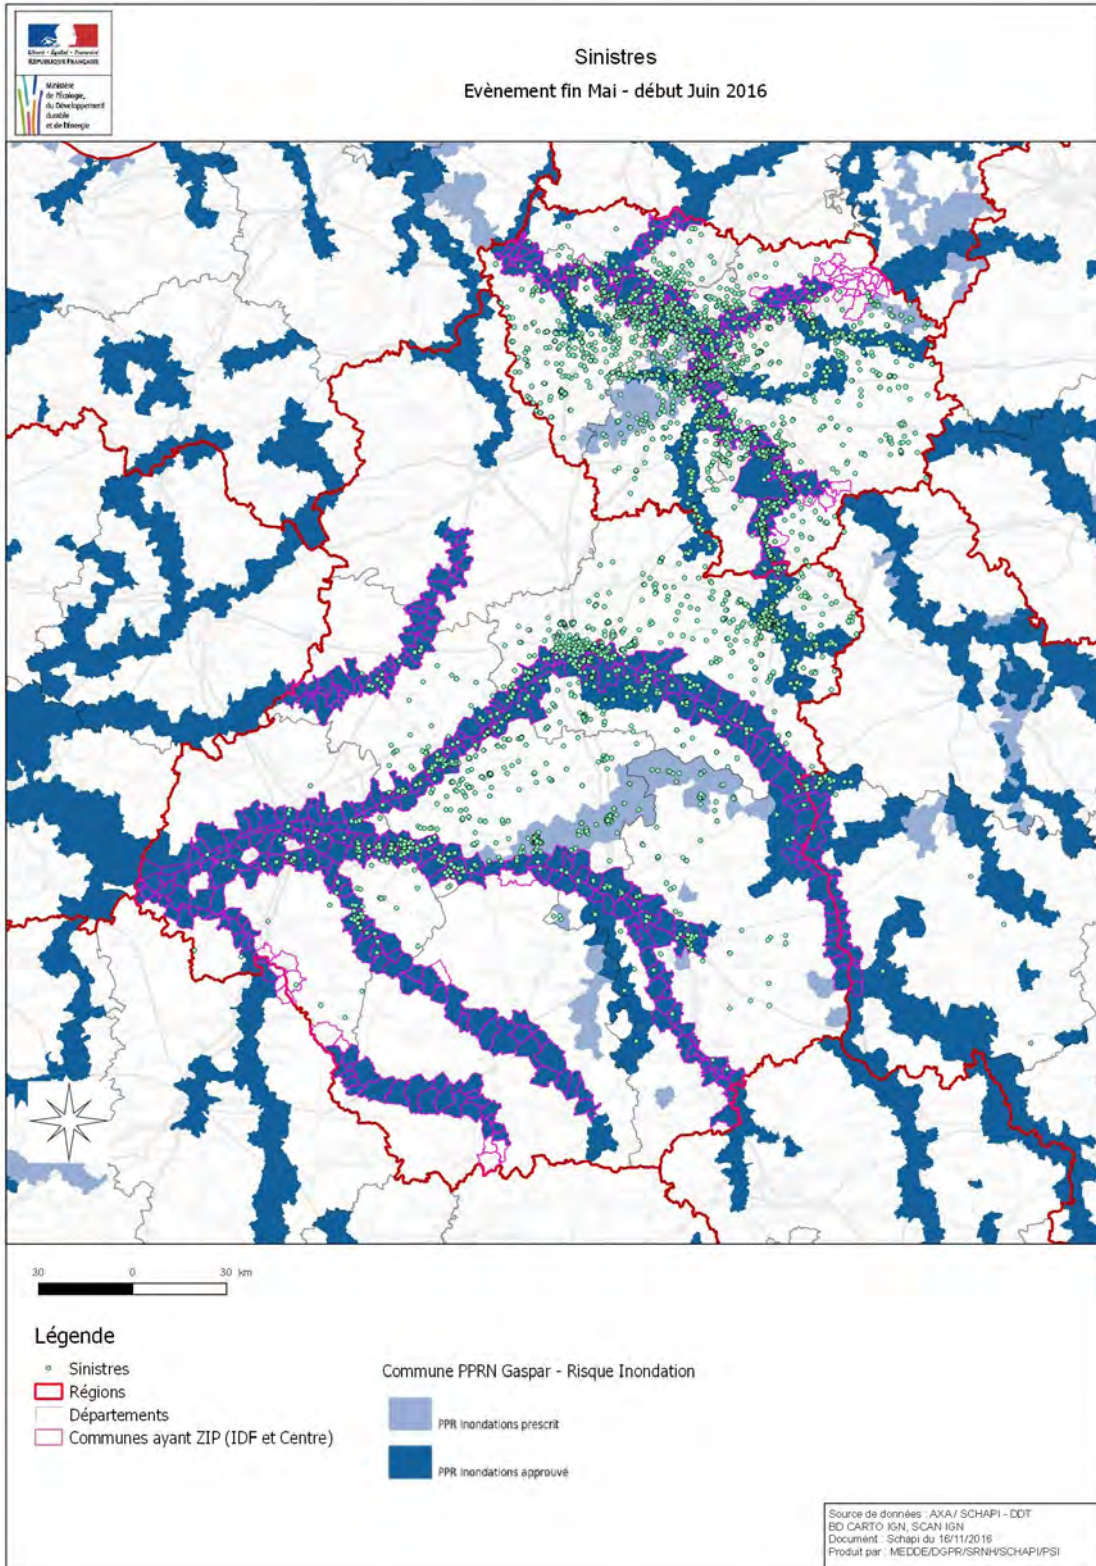 Liberté • Égalité • Fraternité
RÉPUBLIQUE FRANÇAISE
Ministère
de l'Écologie,
du Développement
durable
et de l'Énergie
Sinistres
Evènement fin Mai - début Juin 2016
30 0 30 km
Légende
Sinistres
Régions
Départements
Communes ayant ZIP (IDF et Centre)
Commune PPRN Gaspar - Risque Inondation
PPR Inondations prescrit
PPR Inondations approuvé
Source de données : AXA / SCHAPI - DDT
BD CARTO IGN, SCAN IGN
Document : Schapi du 16/11/2016
Produit par : MEDDE/DGPR/SRNH/SCHAPI/PSI